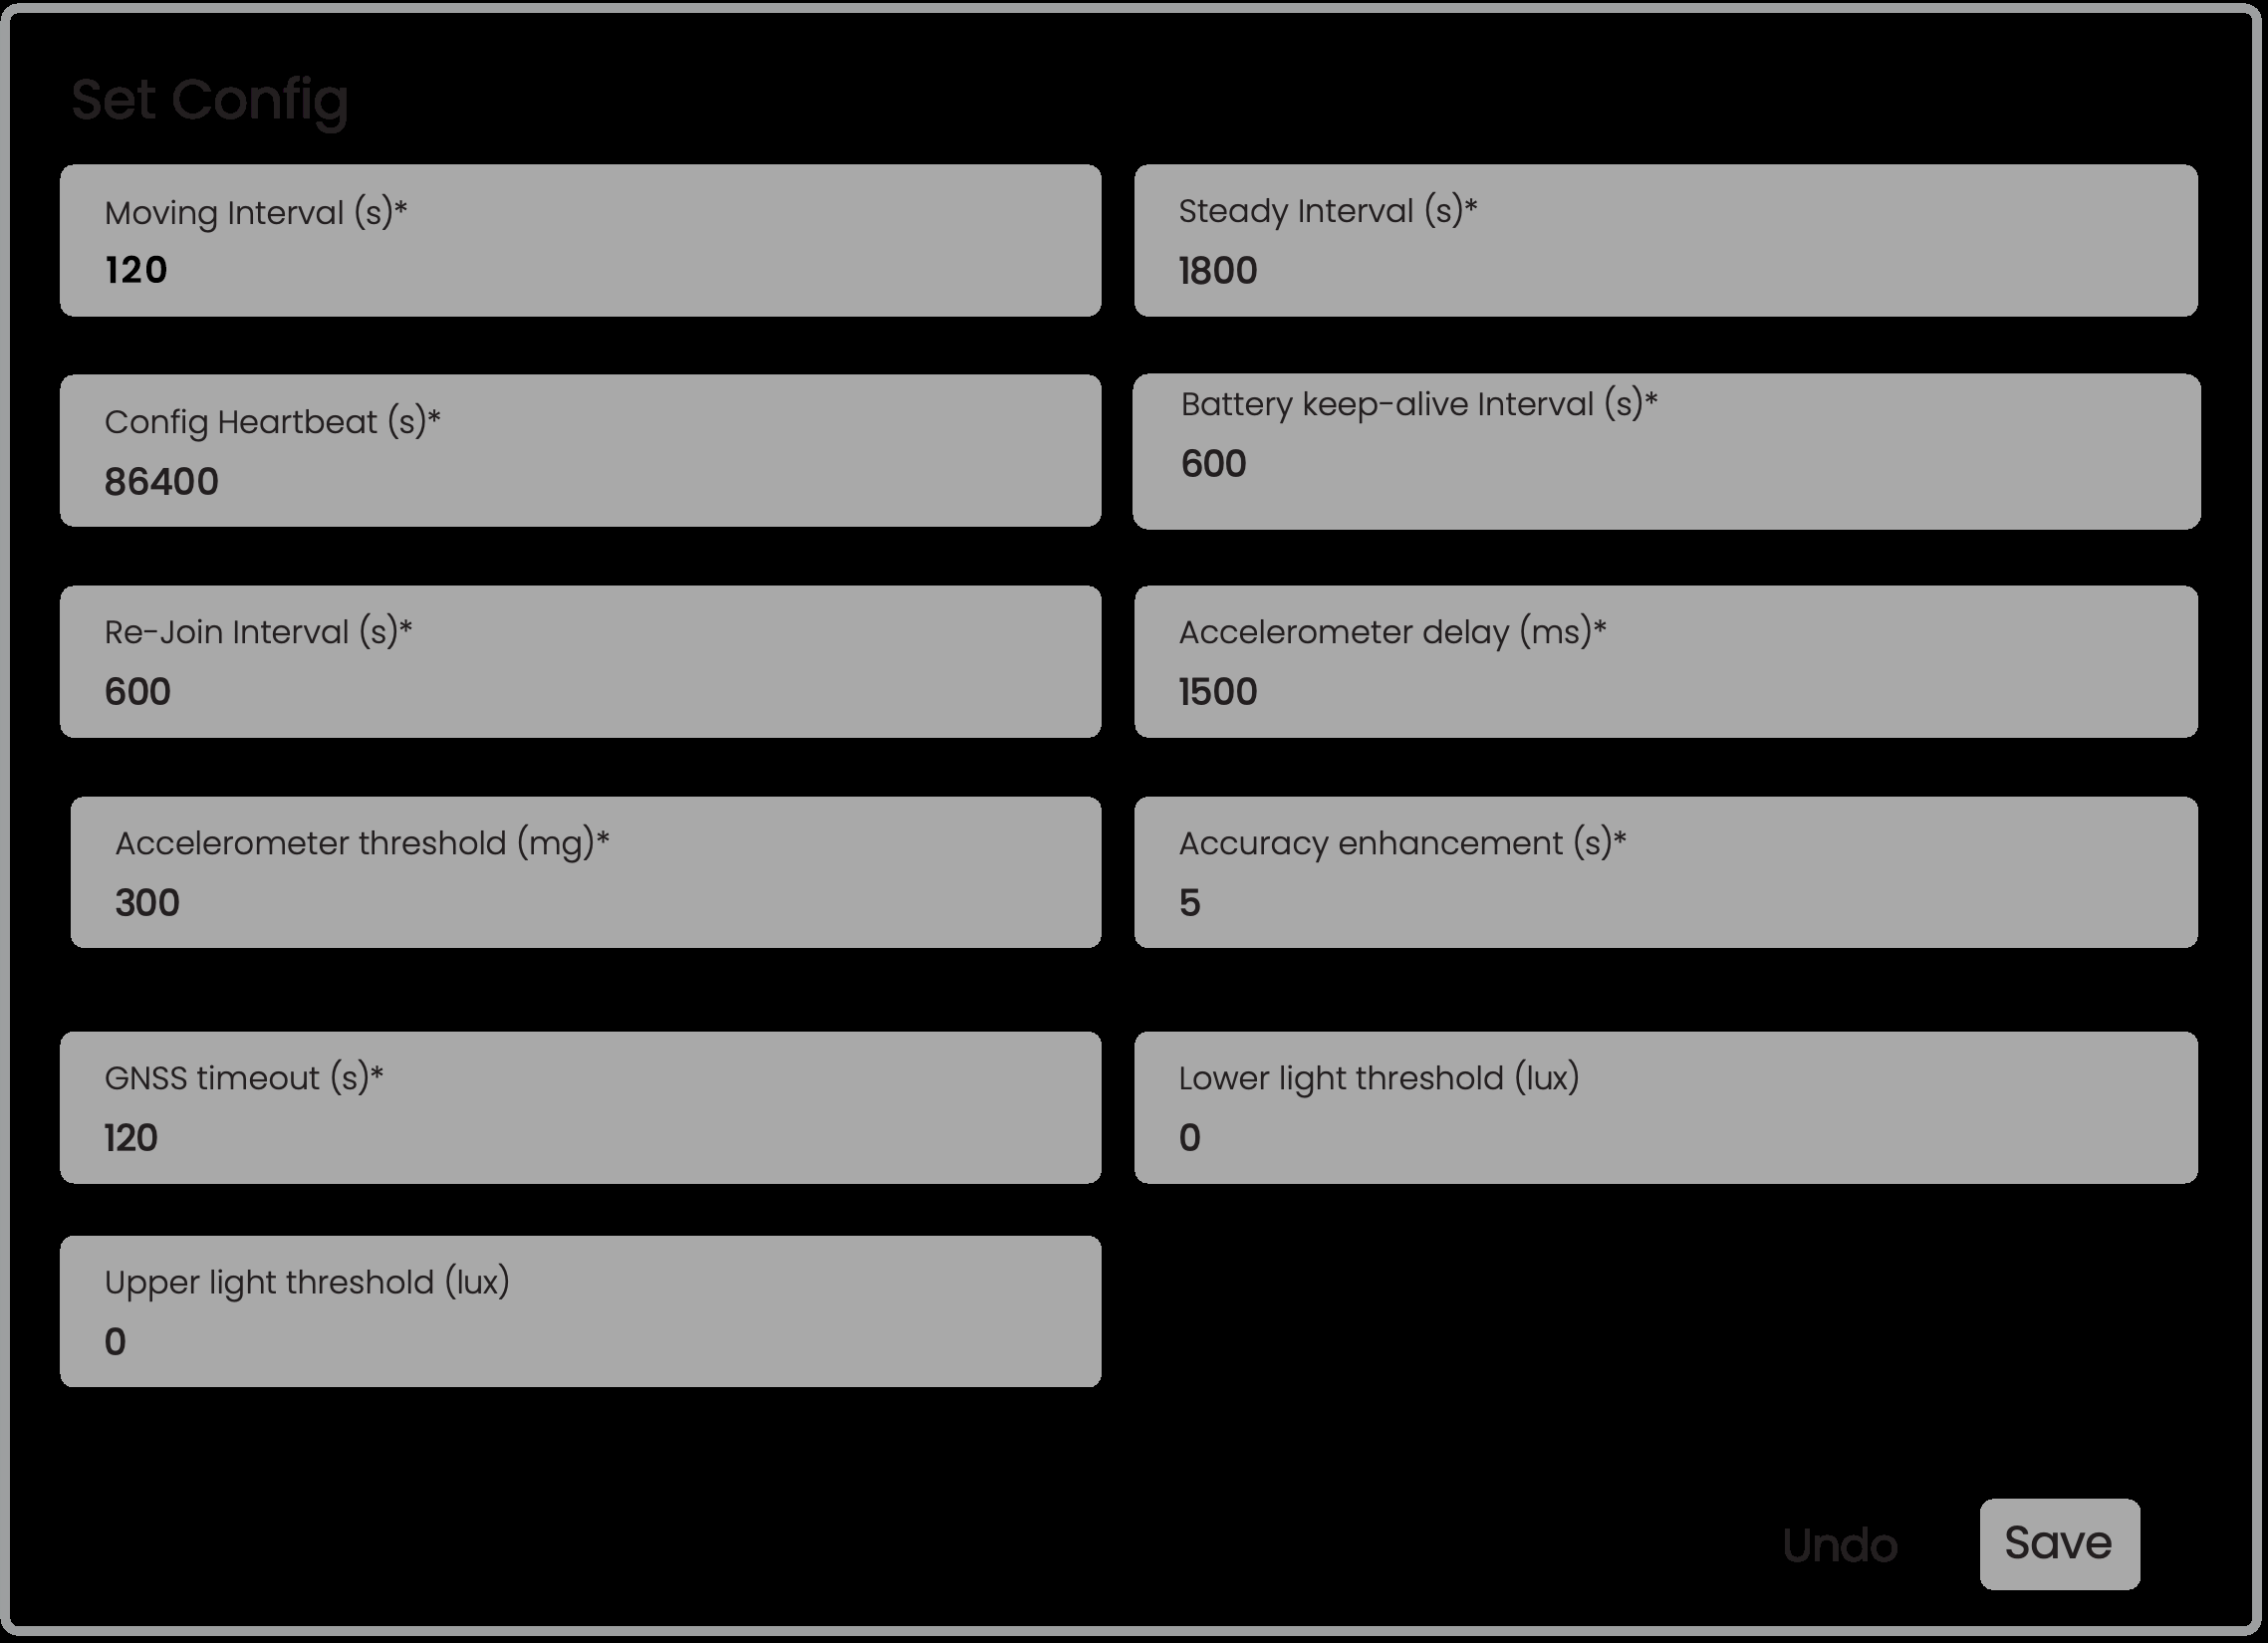 Set Config
Moving Interval (s)*
120
Steady Interval (s)*
1800
Config Heartbeat (s)*
86400
Battery keep-alive Interval (s)*
600
Re-Join Interval (s)*
600
Accelerometer delay (ms)*
1500
Accelerometer threshold (mg)*
300
Accuracy enhancement (s)*
5
GNSS timeout (s)*
120
Lower light threshold (lux)
0
Upper light threshold (lux)
0
Undo
Save